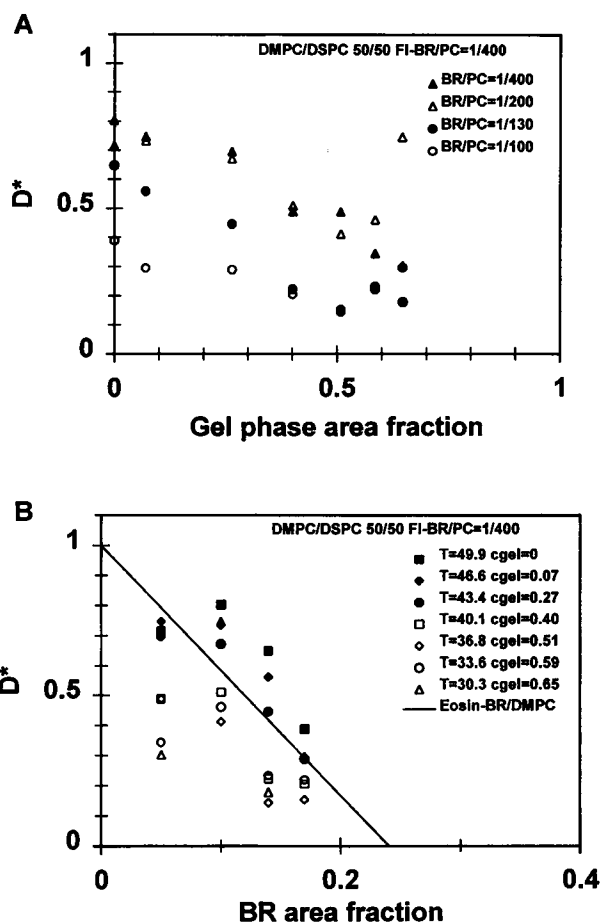 A
DMPC/DSPC 50/50 FI-BR/PC=1/400
BR/PC=1/400
BR/PC=1/200
BR/PC=1/130
BR/PC=1/100
1
0.5
0
D*
0
0.5
1
Gel phase area fraction
B
DMPC/DSPC 50/50 FI-BR/PC=1/400
T=49.9 cgel=0
T=46.6 cgel=0.07
T=43.4 cgel=0.27
T=40.1 cgel=0.40
T=36.8 cgel=0.51
T=33.6 cgel=0.59
T=30.3 cgel=0.65
Eosin-BR/DMPC
1
0.5
0
D*
0
0.2
0.4
BR area fraction